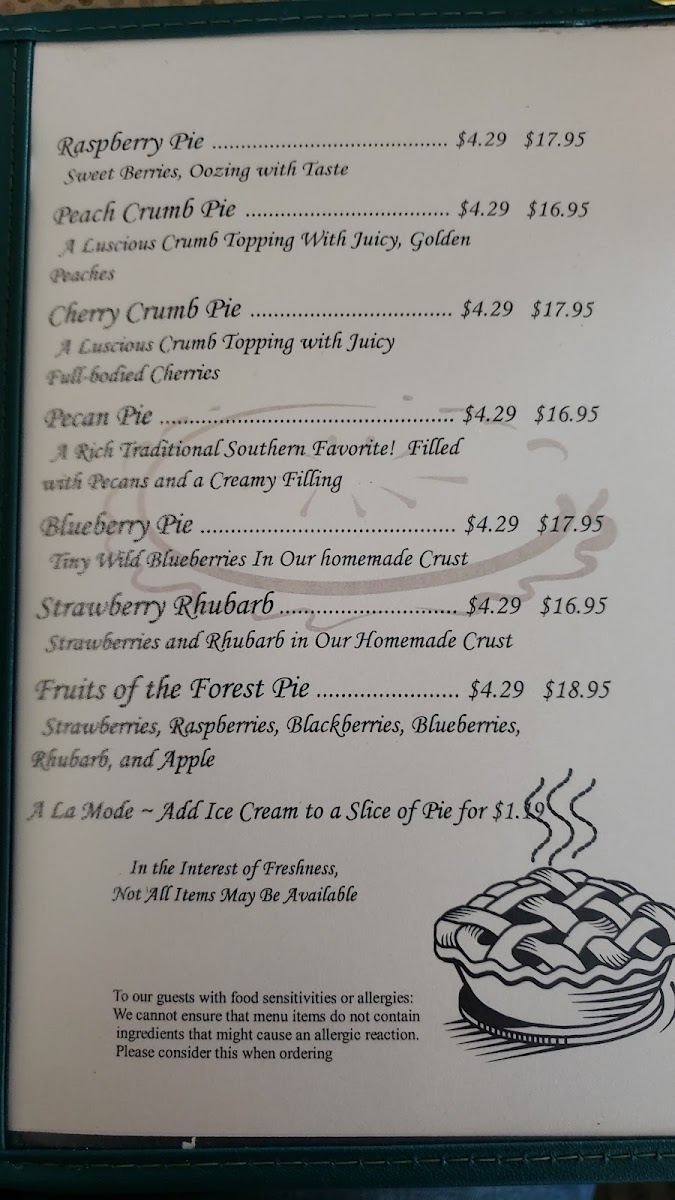 Raspberry Pie ........................................ $4.29 $17.95
Sweet Berries, Oozing with Taste
Peach Crumb Pie ................................... $4.29 $16.95
A Luscious Crumb Topping With Juicy, Golden
Peaches
Cherry Crumb Pie .................................. $4.29 $17.95
A Luscious Crumb Topping with Juicy
Full-bodied Cherries
Pecan Pie ................................................. $4.29 $16.95
A Rich Traditional Southern Favorite! Filled
with Pecans and a Creamy Filling
Blueberry Pie .......................................... $4.29 $17.95
Tiny Wild Blueberries In Our homemade Crust
Strawberry Rhubarb .............................. $4.29 $16.95
Strawberries and Rhubarb in Our Homemade Crust
Fruits of the Forest Pie ........................ $4.29 $18.95
Strawberries, Raspberries, Blackberries, Blueberries,
Rhubarb, and Apple
A La Mode ~ Add Ice Cream to a Slice of Pie for
In the Interest of Freshness,
Not All Items May Be Available
To our guests with food sensitivities or allergies:
We cannot ensure that menu items do not contain
ingredients that might cause an allergic reaction.
Please consider this when ordering